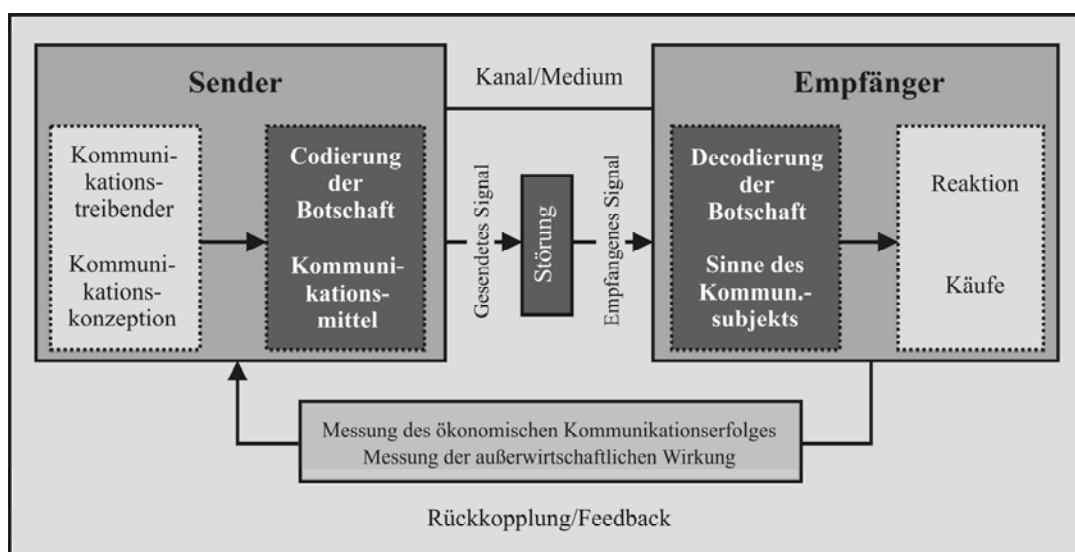 Sender
Kommuni-
kations-
treibender
Kommuni-
kations-
konzeption
Codierung
der
Botschaft
Kommuni-
kations-
mittel
Kanal/Medium
Gesendetes Signal
Störung
Empfangenes Signal
Empfänger
Decodierung
der
Botschaft
Sinne des
Kommun.-
subjekts
Reaktion
Käufe
Messung des ökonomischen Kommunikationserfolges
Messung der außerwirtschaftlichen Wirkung
Rückkopplung/Feedback